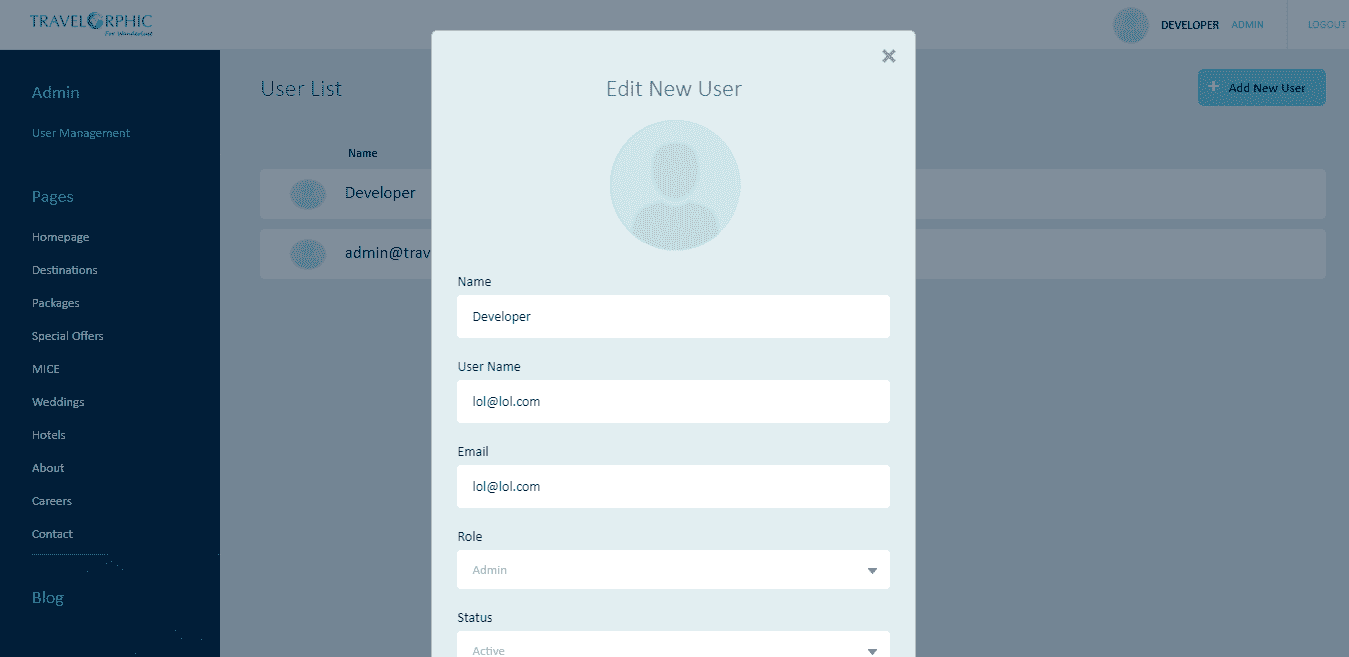 TRAVELORPHIC
For Wanderlust
DEVELOPER ADMIN LOGOUT
Admin
User Management
Pages
Homepage
Destinations
Packages
Special Offers
MICE
Weddings
Hotels
About
Careers
Contact
Blog
User List
+ Add New User
Name
Developer
admin@trav
Edit New User
Name
Developer
User Name
lol@lol.com
Email
lol@lol.com
Role
Admin
Status
Active